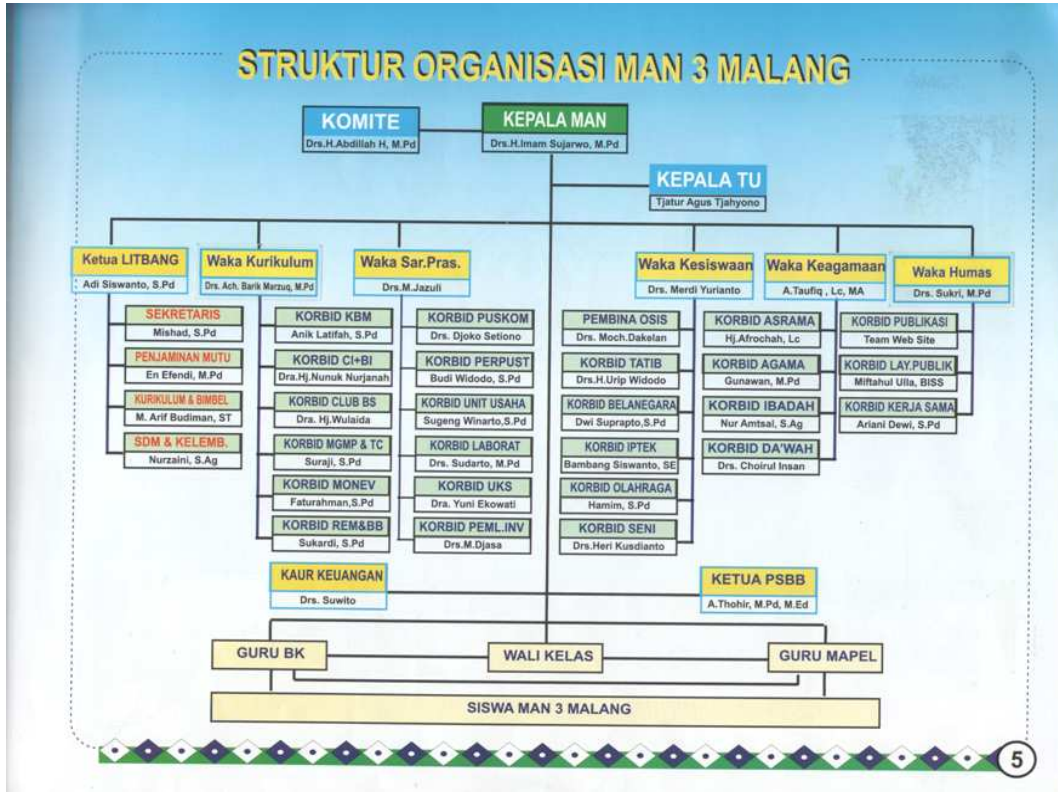 STRUKTUR ORGANISASI MAN 3 MALANG
KOMITE
Drs.H.Abdillah H, M.Pd
KEPALA MAN
Drs.H.Imam Sujarwo, M.Pd
KEPALA TU
Tjatur Agus Tjahyono
Ketua LITBANG
Adi Siswanto, S.Pd
SEKRETARIS
Mishad, S.Pd
PENJAMINAN MUTU
En Efendi, M.Pd
KURIKULUM & BIMBEL
M. Arif Budiman, ST
SDM & KELEMB.
Nurzaini, S.Ag
Waka Kurikulum
Drs. Ach. Barik Marzuq, M.Pd
KORBID KBM
Anik Latifah, S.Pd
KORBID CI+BI
Dra.Hj.Nunuk Nurjanah
KORBID CLUB BS
Dra. Hj.Wulaida
KORBID MGMP & TC
Suraji, S.Pd
KORBID MONEV
Faturahman,S.Pd
KORBID REM&BB
Sukardi, S.Pd
Waka Sar.Pras.
Drs.M.Jazuli
KORBID PUSKOM
Drs. Djoko Setiono
KORBID PERPUST
Budi Widodo, S.Pd
KORBID UNIT USAHA
Sugeng Winarto,S.Pd
KORBID LABORAT
Drs. Sudarto, M.Pd
KORBID UKS
Dra. Yuni Ekowati
KORBID PEML.INV
Drs.M.Djasa
Waka Kesiswaan
Drs. Merdi Yurianto
PEMBINA OSIS
Drs. Moch.Dakelan
KORBID TATIB
Drs.H.Urip Widodo
KORBID BELANEGARA
Dwi Suprapto,S.Pd
KORBID IPTEK
Bambang Siswanto, SE
KORBID OLAHRAGA
Hamim, S.Pd
KORBID SENI
Drs.Heri Kusdianto
Waka Keagamaan
A.Taufiq , Lc, MA
KORBID ASRAMA
Hj.Afrochah, Lc
KORBID AGAMA
Gunawan, M.Pd
KORBID IBADAH
Nur Amtsal, S.Ag
KORBID DA'WAH
Drs. Choirul Insan
Waka Humas
Drs. Sukri, M.Pd
KORBID PUBLIKASI
Team Web Site
KORBID LAY.PUBLIK
Miftahul Ulla, BISS
KORBID KERJA SAMA
Ariani Dewi, S.Pd
KAUR KEUANGAN
Drs. Suwito
KETUA PSBB
A.Thohir, M.Pd, M.Ed
GURU BK
WALI KELAS
GURU MAPEL
SISWA MAN 3 MALANG
5